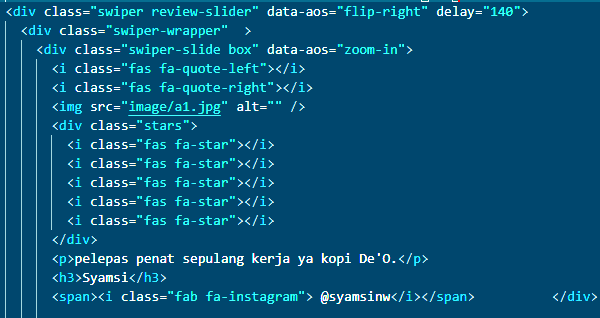 <div class="swiper review-slider" data-aos="flip-right" delay="140">
<div class="swiper-wrapper"  >
<div class="swiper-slide box" data-aos="zoom-in">
<i class="fas fa-quote-left"></i>
<i class="fas fa-quote-right"></i>
<img src="image/a1.jpg" alt="" />
<div class="stars">
<i class="fas fa-star"></i>
<i class="fas fa-star"></i>
<i class="fas fa-star"></i>
<i class="fas fa-star"></i>
<i class="fas fa-star"></i>
</div>
<p>pelepas penat sepulang kerja ya kopi De'O.</p>
<h3>Syamsi</h3>
<span><i class="fab fa-instagram"> @syamsinw</i></span>          </div>